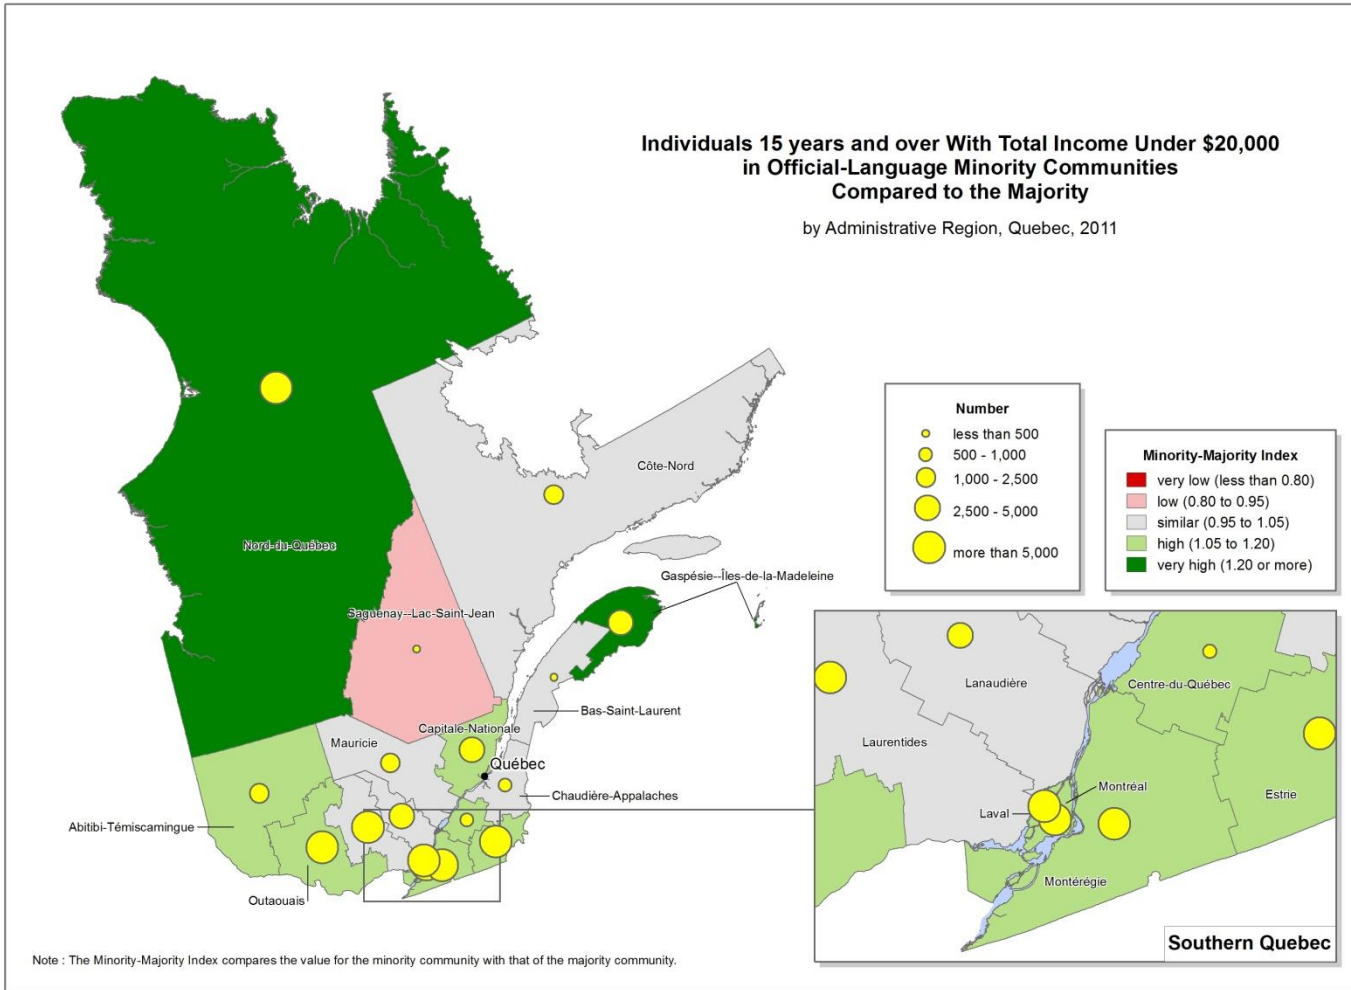 Individuals 15 years and over With Total Income Under $20,000
in Official-Language Minority Communities
Compared to the Majority
by Administrative Region, Quebec, 2011
Number
less than 500
500 - 1,000
1,000 - 2,500
2,500 - 5,000
more than 5,000
Minority-Majority Index
very low (less than 0.80)
low (0.80 to 0.95)
similar (0.95 to 1.05)
high (1.05 to 1.20)
very high (1.20 or more)
Côte-Nord
Nord-du-Québec
Gaspésie--Îles-de-la-Madeleine
Saguenay--Lac-Saint-Jean
Bas-Saint-Laurent
Capitale-Nationale
Mauricie
Québec
Chaudière-Appalaches
Abitibi-Témiscamingue
Outaouais
Lanaudière
Centre-du-Québec
Laurentides
Montréal
Estrie
Laval
Montérégie
Southern Quebec
Note : The Minority-Majority Index compares the value for the minority community with that of the majority community.